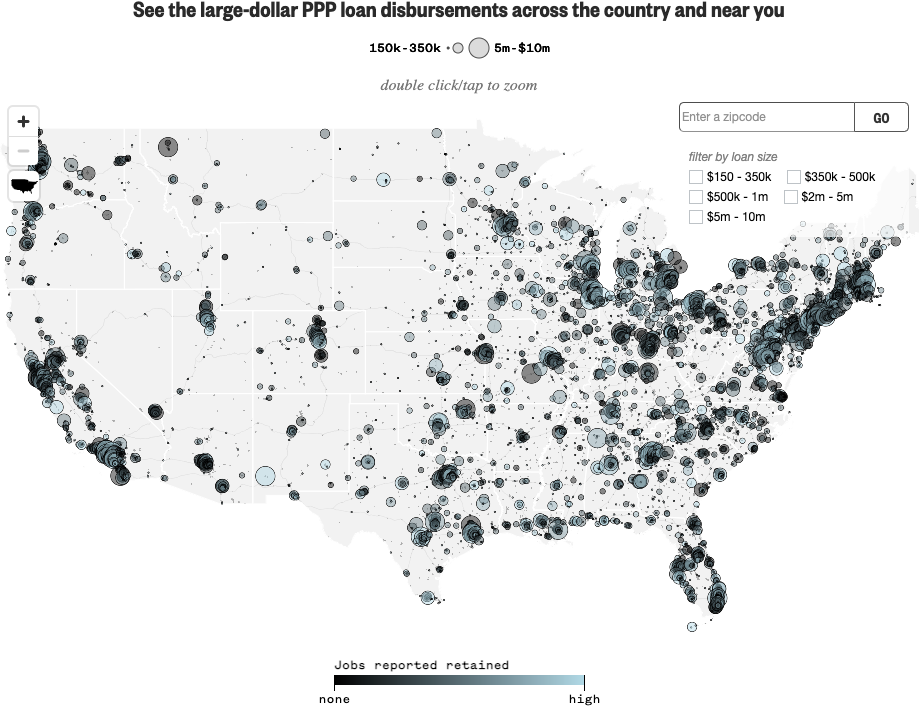 See the large-dollar PPP loan disbursements across the country and near you
150k-350k 5m-$10m
double click/tap to zoom
+
−
Enter a zipcode GO
filter by loan size
$150 - 350k $350k - 500k
$500k - 1m $2m - 5m
$5m - 10m
Jobs reported retained
none high